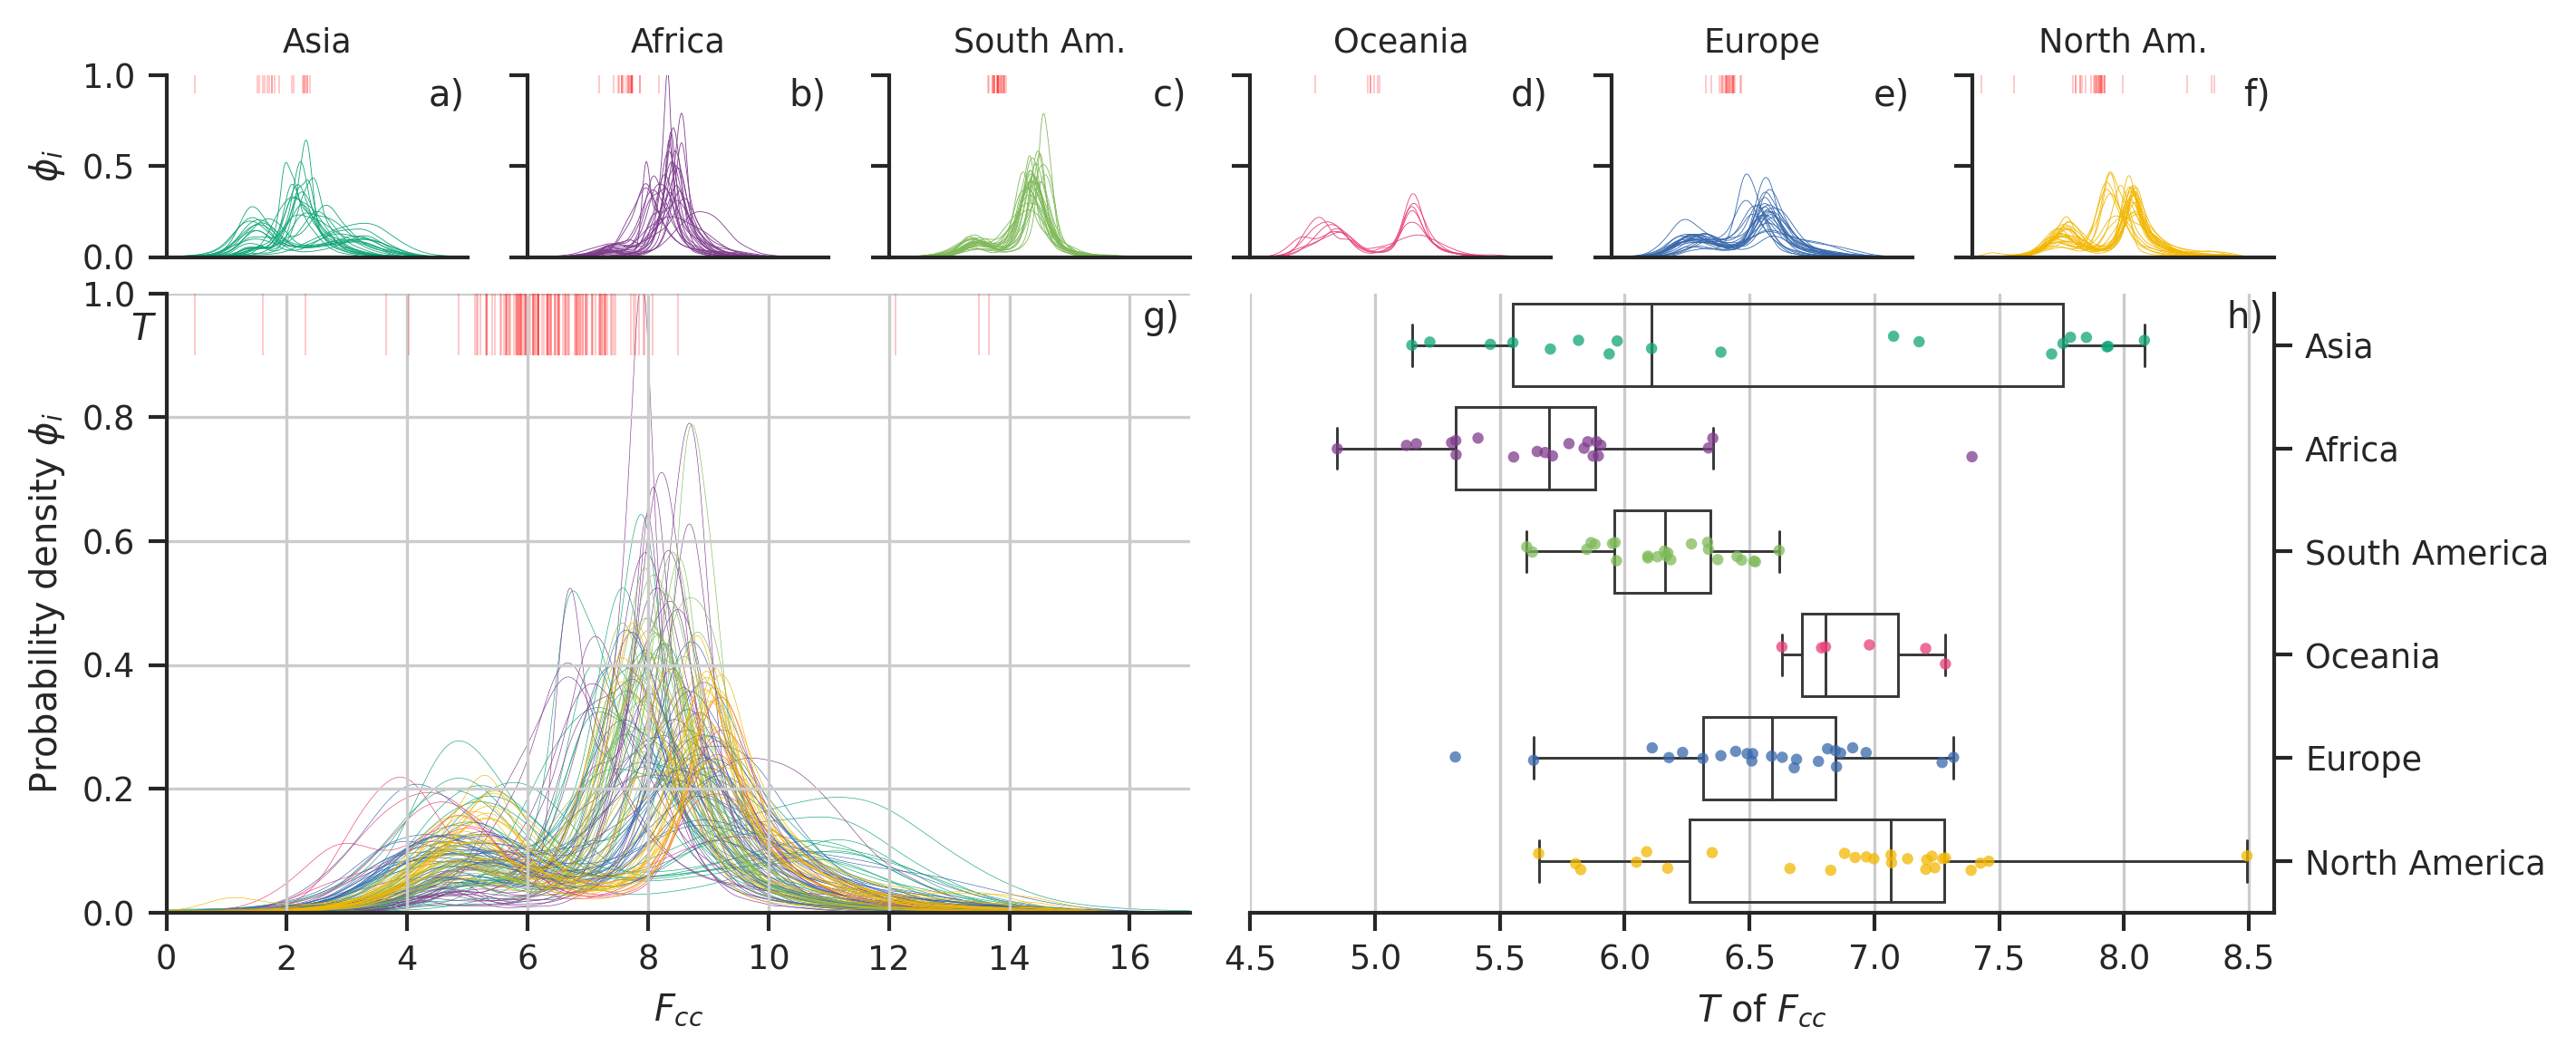 Asia Africa South Am. Oceania Europe North Am.
1.0 a) b) c) d) e) f)
ϕi 0.5
0.0
1.0 g) h)
T
Asia
0.8
Africa
Probability density ϕi
0.6
South America
0.4
Oceania
0.2
Europe
North America
0.0
0 2 4 6 8 10 12 14 16 4.5 5.0 5.5 6.0 6.5 7.0 7.5 8.0 8.5
Fcc T of Fcc